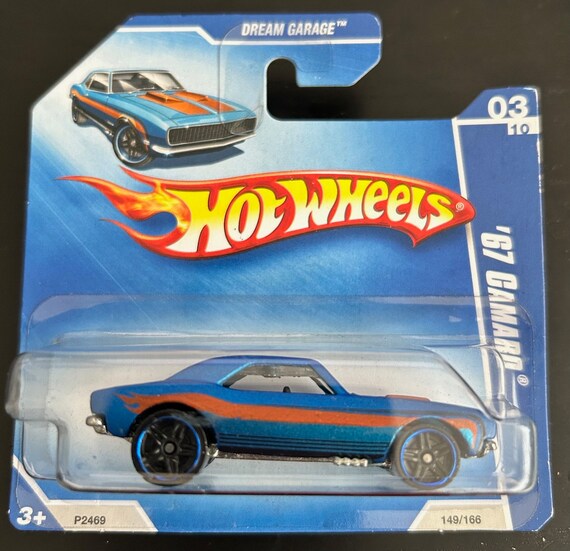 DREAM GARAGE™
03
10
HOT WHEELS®
'67 CAMARO®
3+
P2469
149/166